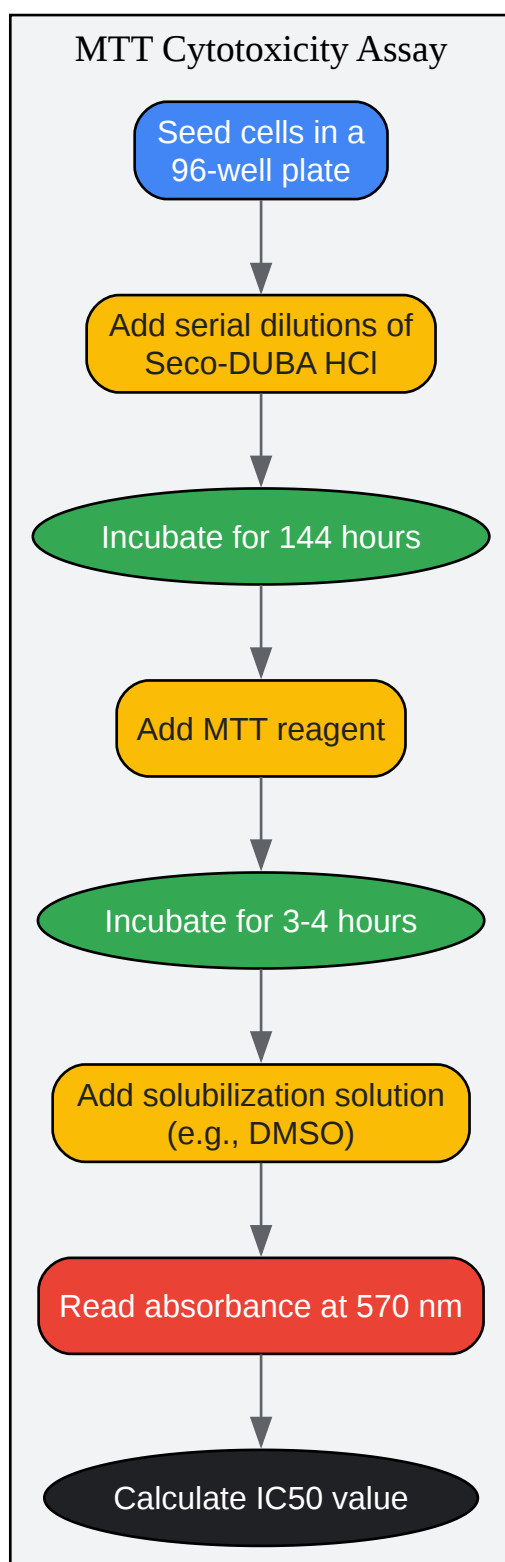 MTT Cytotoxicity Assay
Seed cells in a
96-well plate
Add serial dilutions of
Seco-DUBA HCl
Incubate for 144 hours
Add MTT reagent
Incubate for 3-4 hours
Add solubilization solution
(e.g., DMSO)
Read absorbance at 570 nm
Calculate IC50 value